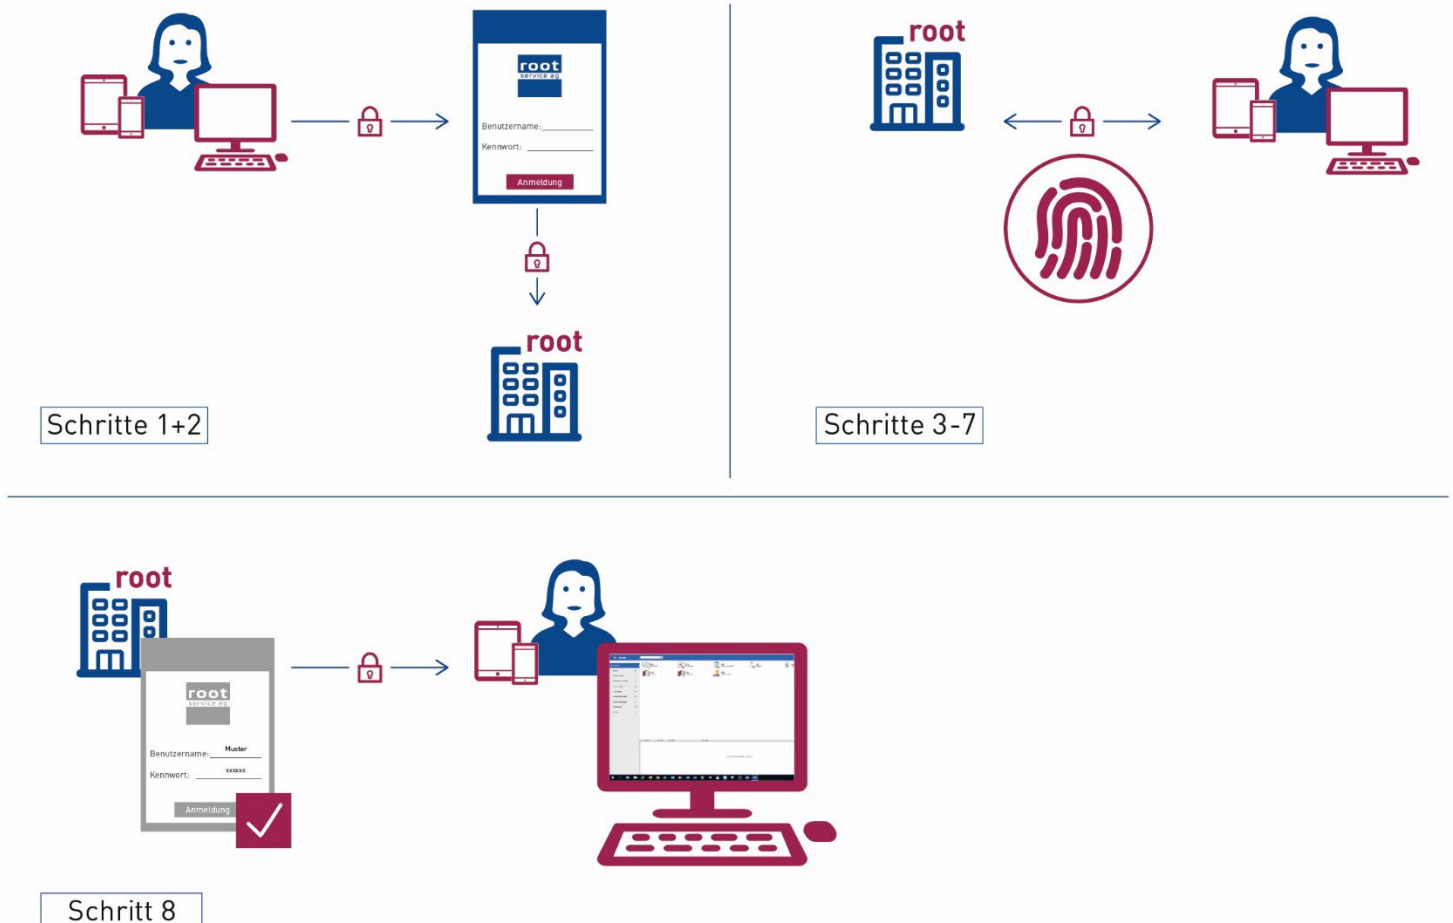 root
service ag
Benutzername:
Kennwort:
Anmeldung
root
Schritte 1+2
root
Schritte 3-7
root
root
service ag
Benutzername: Muster
Kennwort: xxxxxx
Anmeldung
Schritt 8